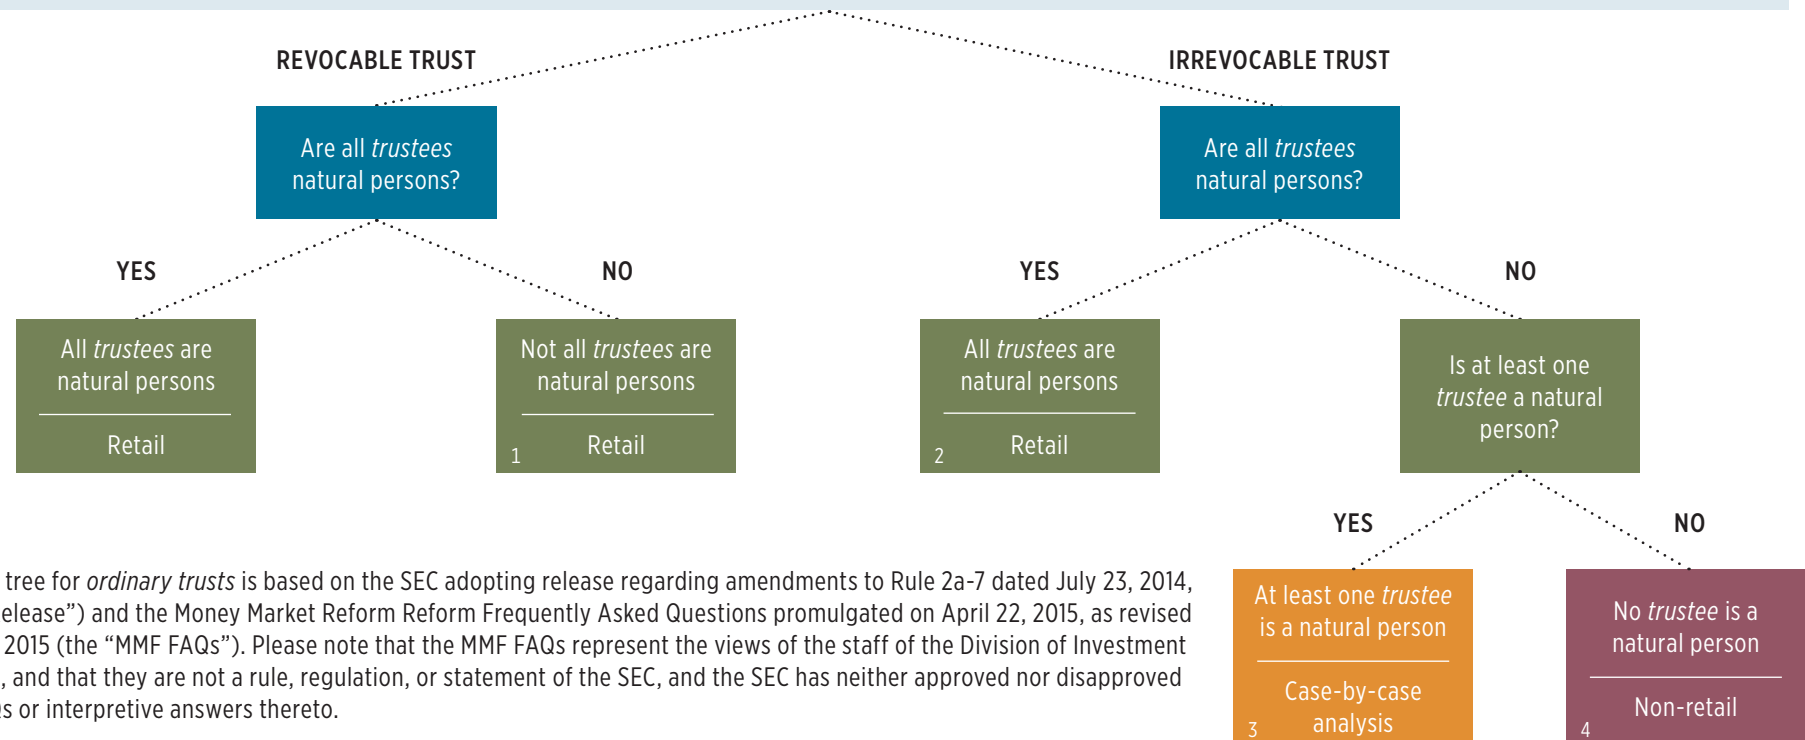 REVOCABLE TRUST
IRREVOCABLE TRUST
Are all trustees
natural persons?
Are all trustees
natural persons?
YES
NO
YES
NO
All trustees are
natural persons
Retail
Not all trustees are
natural persons
1
Retail
All trustees are
natural persons
2
Retail
Is at least one
trustee a natural
person?
YES
NO
tree for ordinary trusts is based on the SEC adopting release regarding amendments to Rule 2a-7 dated July 23, 2014,
elease”) and the Money Market Reform Reform Frequently Asked Questions promulgated on April 22, 2015, as revised
2015 (the “MMF FAQs”). Please note that the MMF FAQs represent the views of the staff of the Division of Investment
, and that they are not a rule, regulation, or statement of the SEC, and the SEC has neither approved nor disapproved
s or interpretive answers thereto.
At least one trustee
is a natural person
Case-by-case
analysis
3
No trustee is a
natural person
Non-retail
4